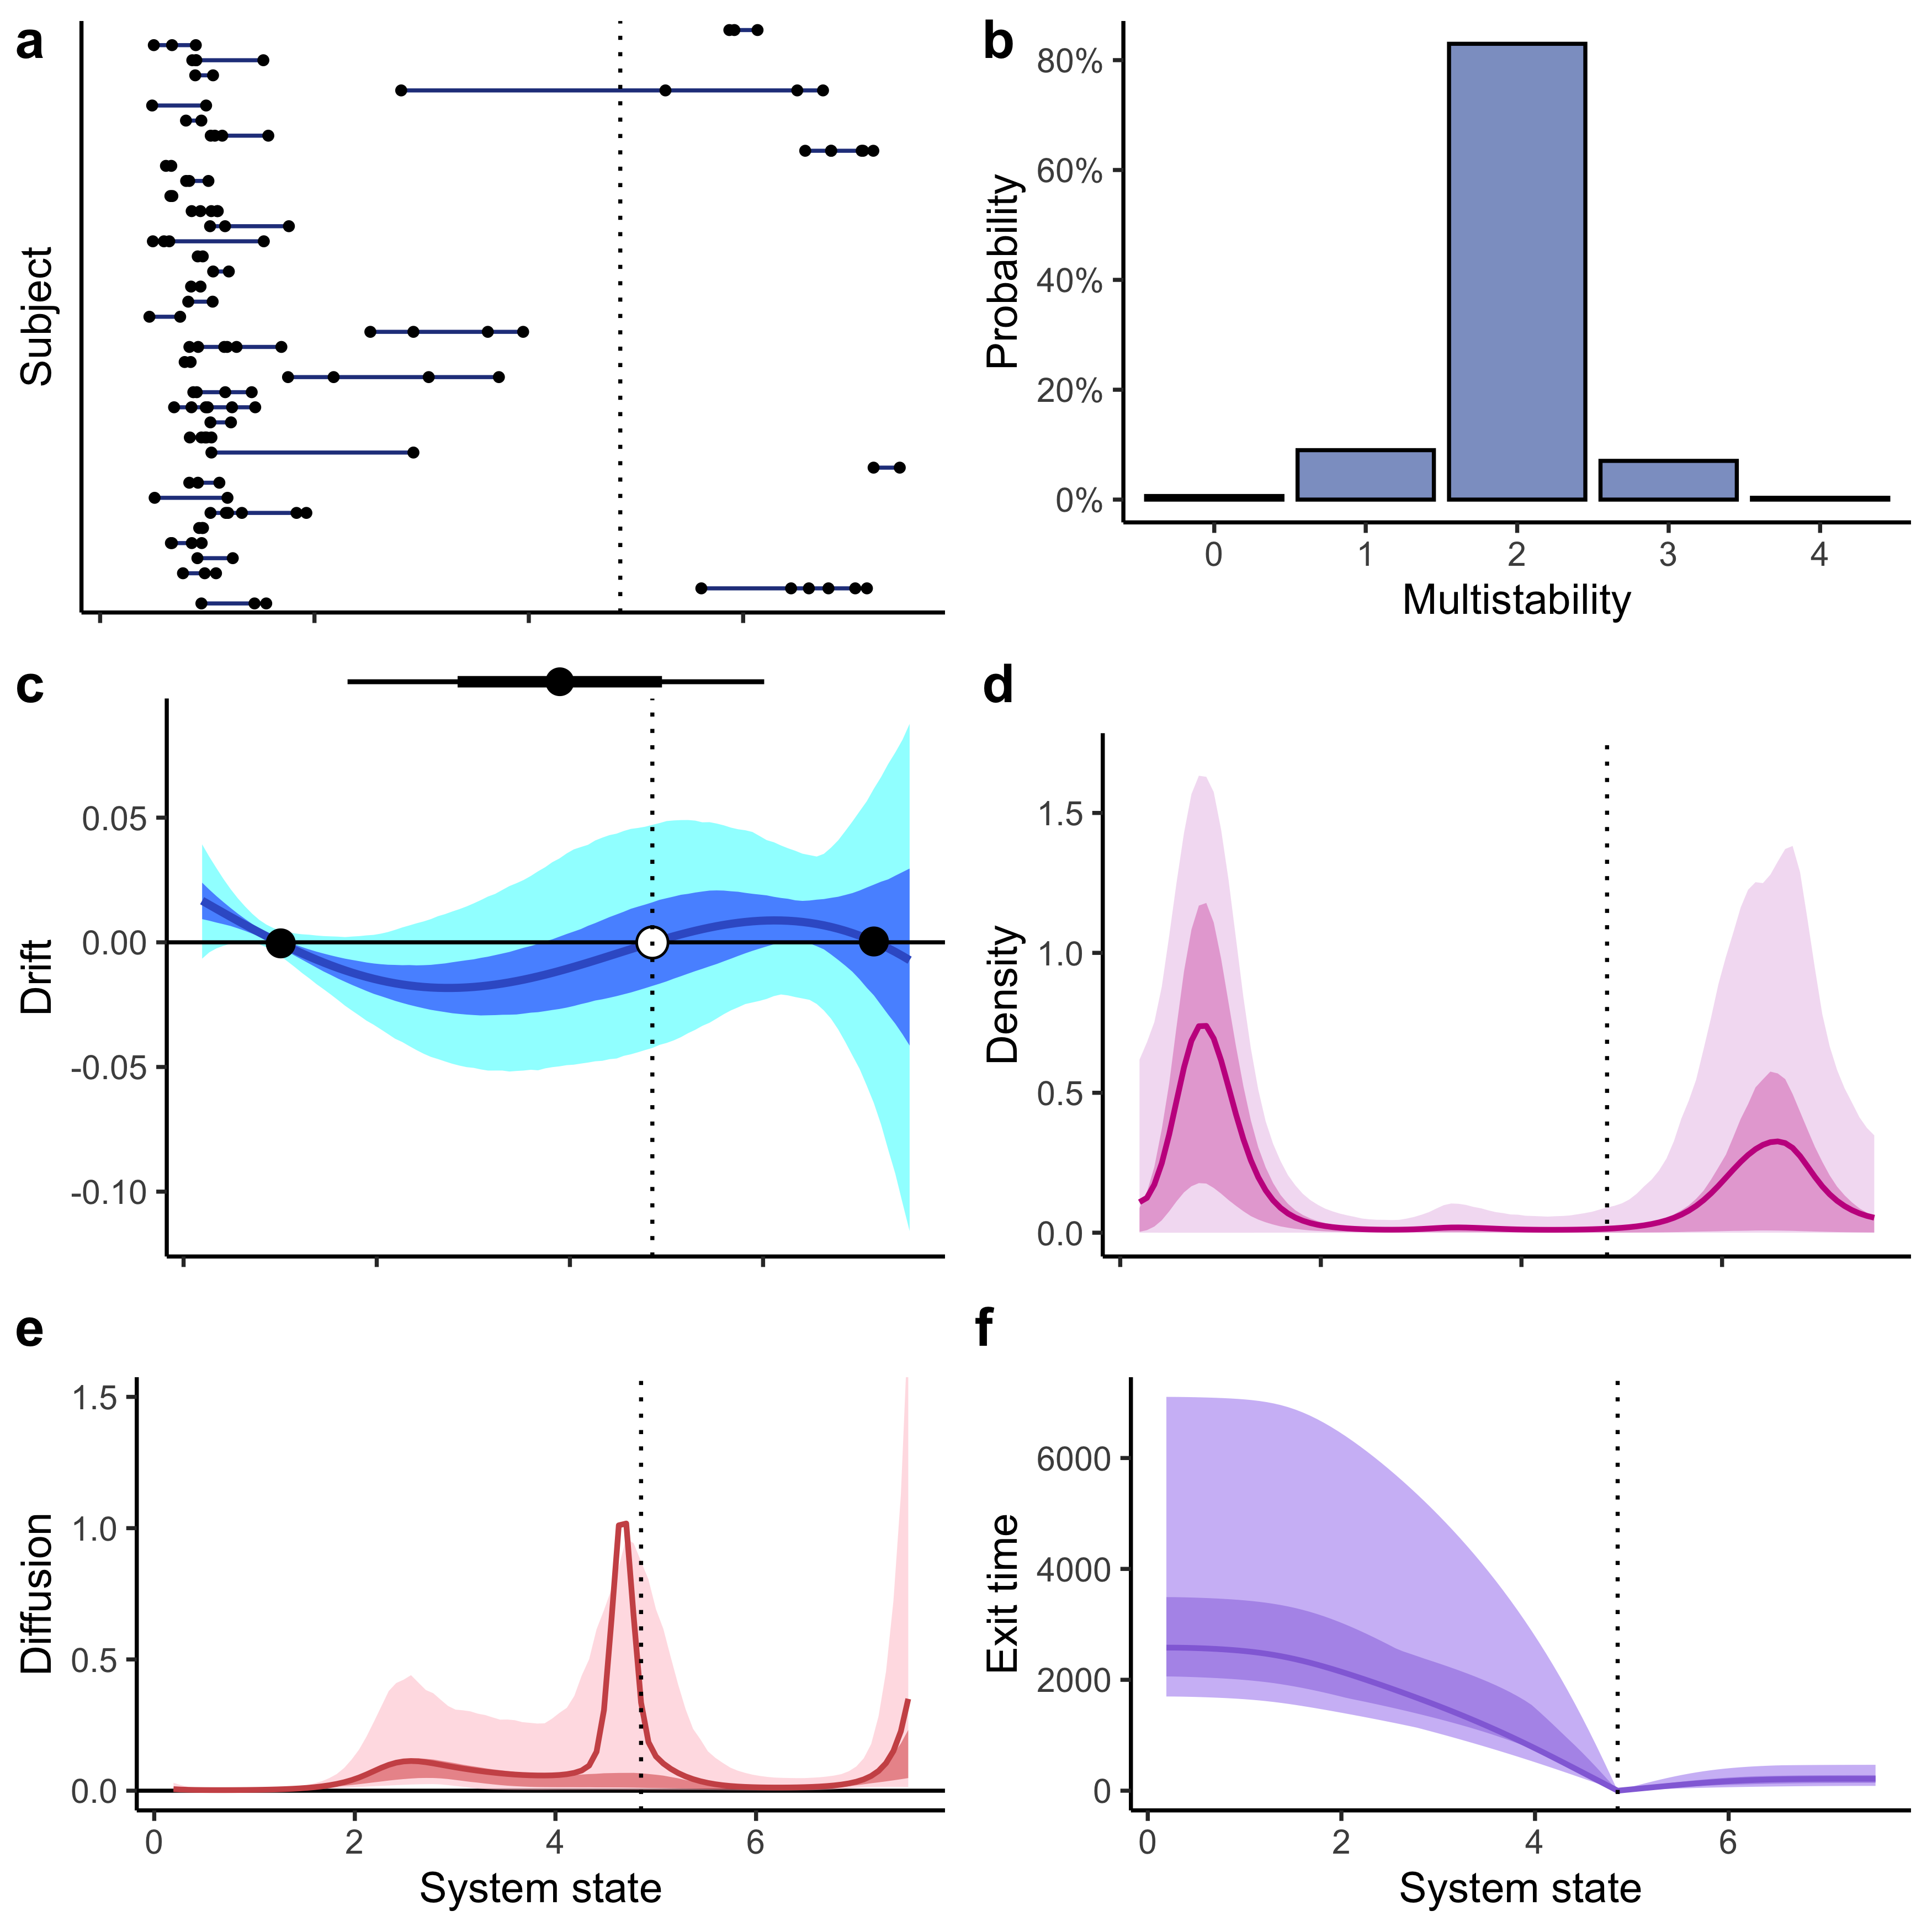 a
Subject
b
80%
60%
40%
20%
0%
Probability
0 1 2 3 4
Multistability
c
0.05
0.00
-0.05
-0.10
Drift
d
1.5
1.0
0.5
0.0
Density
e
1.5
1.0
0.5
0.0
Diffusion
0 2 4 6
System state
f
6000
4000
2000
0
Exit time
0 2 4 6
System state